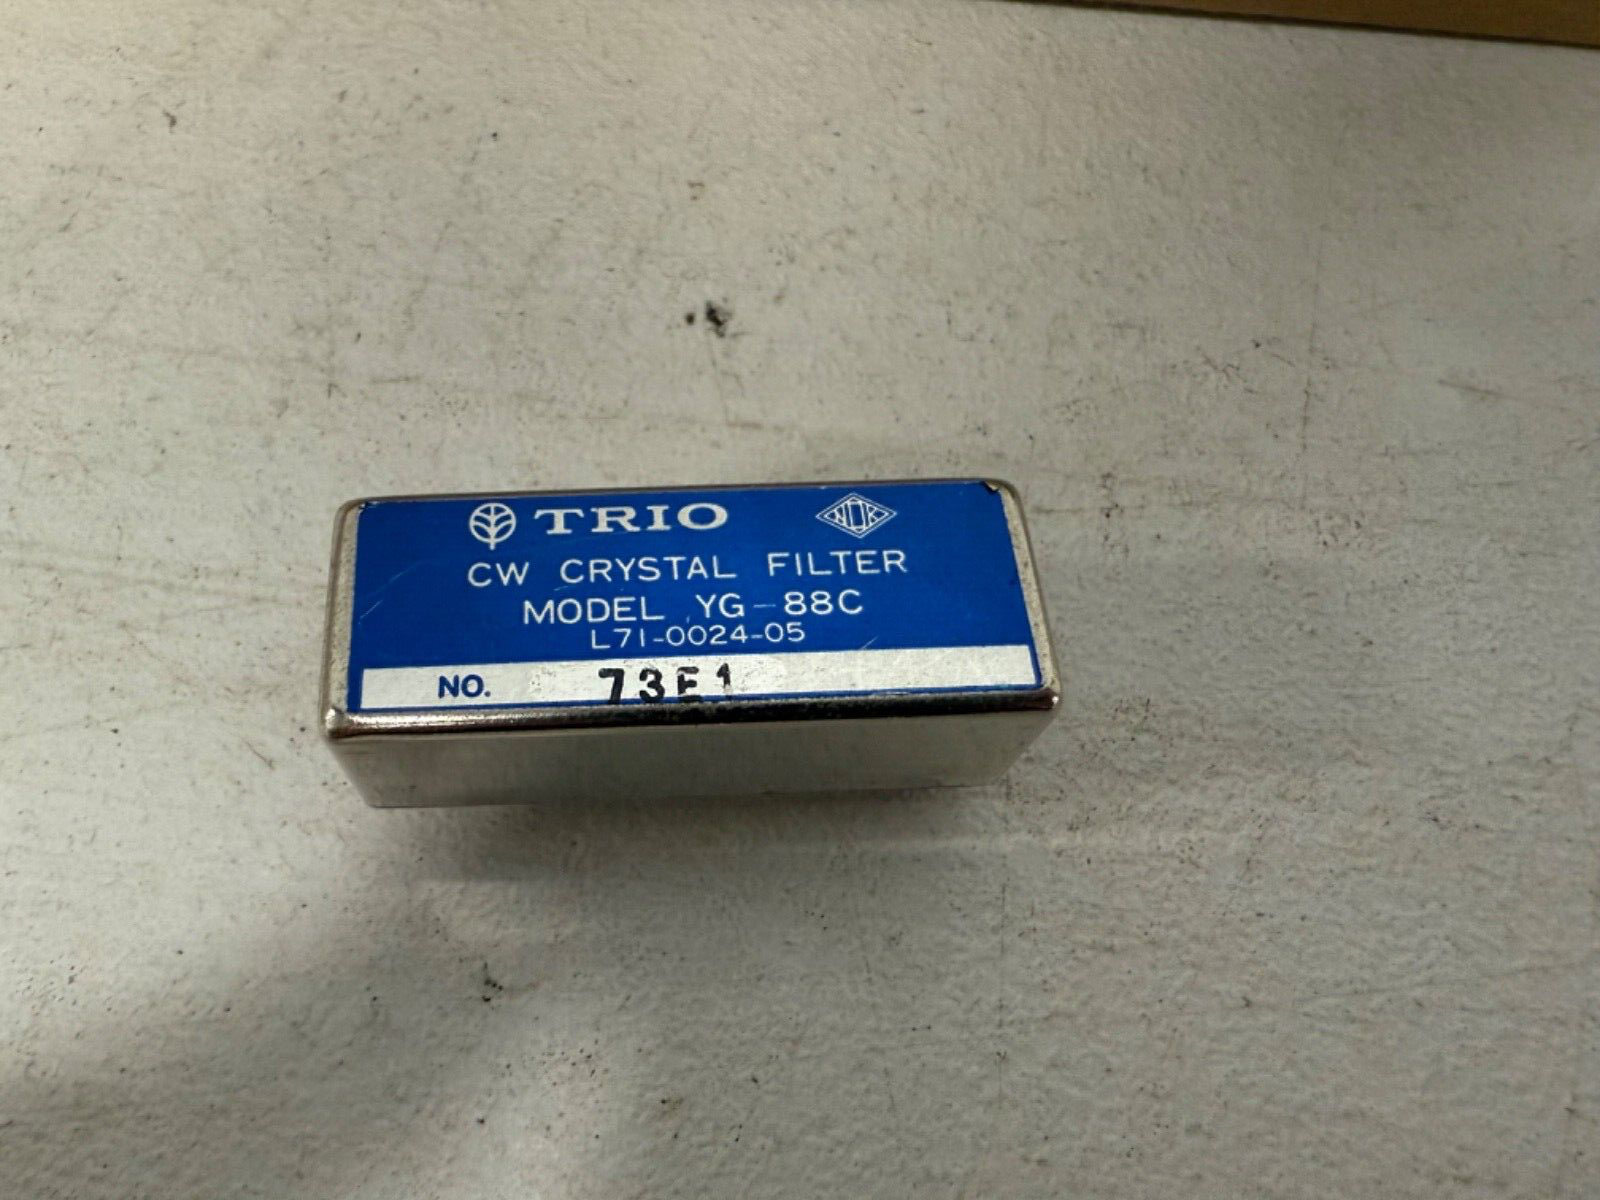 TRIO NDK
CW CRYSTAL FILTER
MODEL YG-88C
L71-0024-05
NO. 73E1